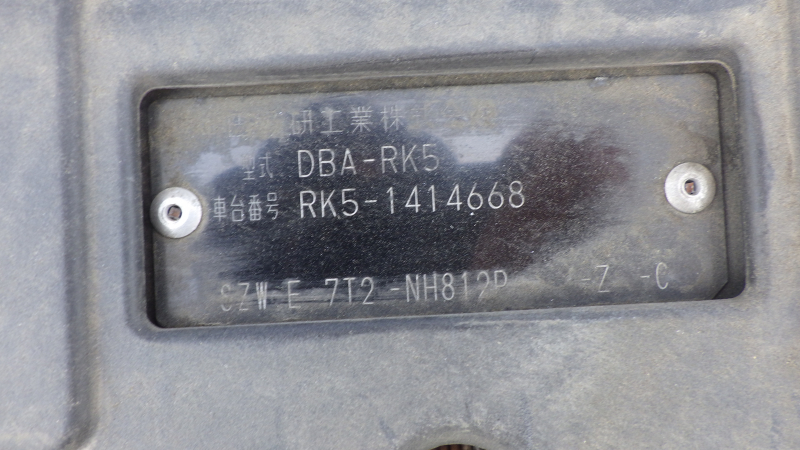 研工業株
型式 DBA-RK5
車台番号 RK5-1414668
SZW E 7T2 -NH812P -Z -C